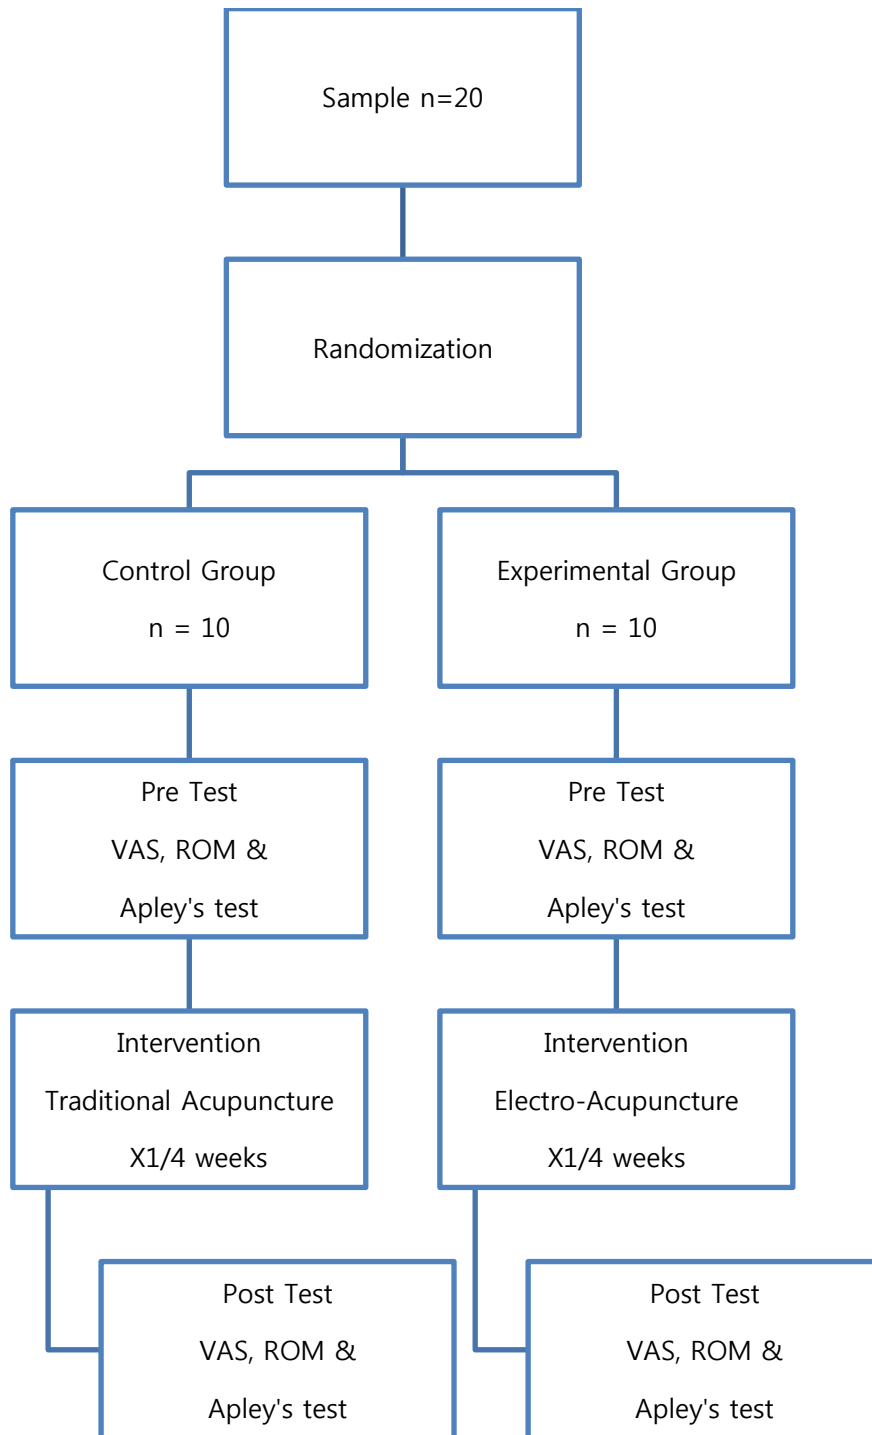 Sample n=20
Randomization
Control Group
n = 10
Experimental Group
n = 10
Pre Test
VAS, ROM &
Apley's test
Pre Test
VAS, ROM &
Apley's test
Intervention
Traditional Acupuncture
X1/4 weeks
Intervention
Electro-Acupuncture
X1/4 weeks
Post Test
VAS, ROM &
Apley's test
Post Test
VAS, ROM &
Apley's test